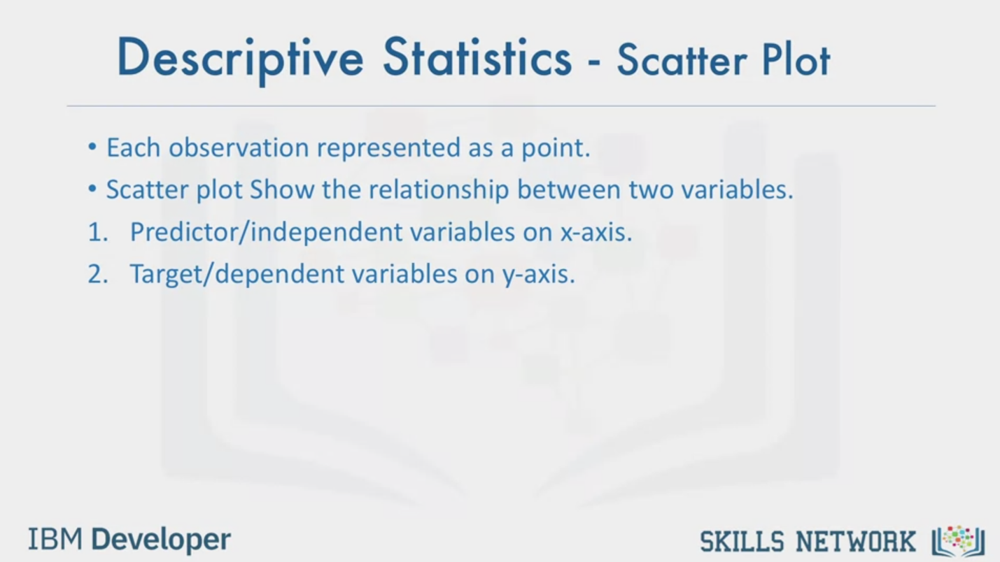 Descriptive Statistics - Scatter Plot
• Each observation represented as a point.
• Scatter plot Show the relationship between two variables.
1. Predictor/independent variables on x-axis.
2. Target/dependent variables on y-axis.
IBM Developer
SKILLS NETWORK